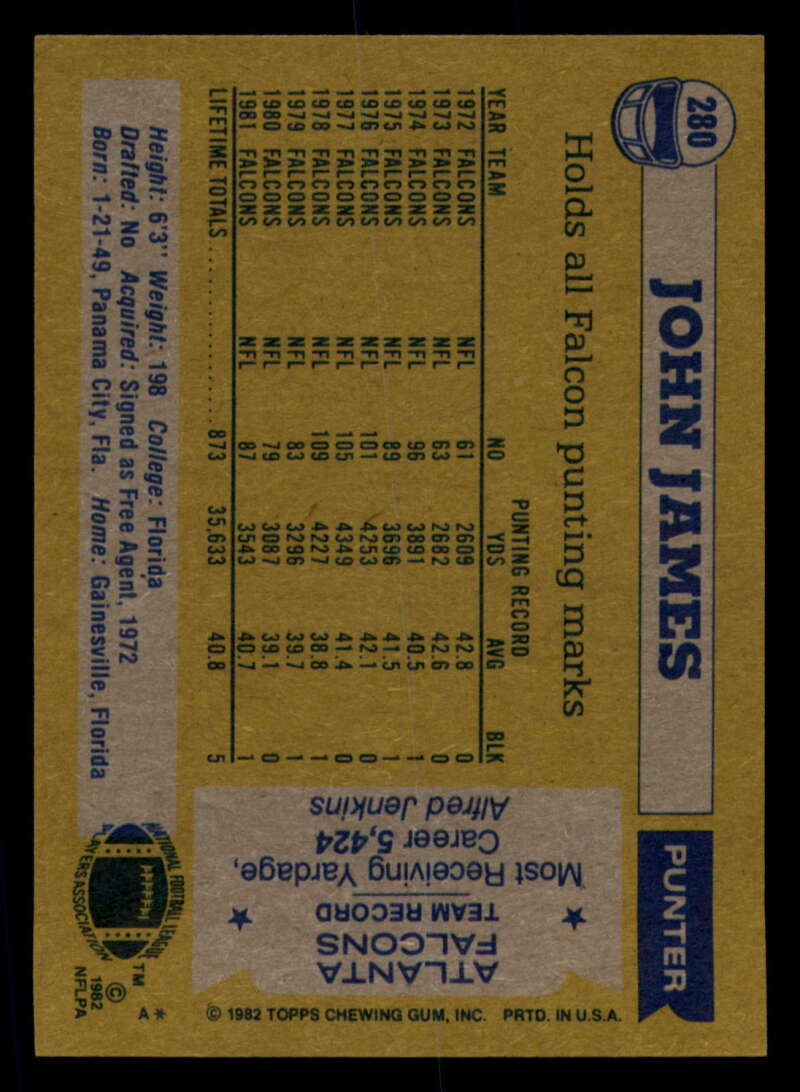 280
JOHN JAMES
PUNTER
Holds all Falcon punting marks
PUNTING RECORD
YEAR TEAM NO YDS AVG BLK
1972 FALCONS NFL 61 2609 42.8 0
1973 FALCONS NFL 63 2682 42.6 0
1974 FALCONS NFL 96 3891 40.5 1
1975 FALCONS NFL 89 3696 41.5 1
1976 FALCONS NFL 101 4253 42.1 0
1977 FALCONS NFL 105 4349 41.4 0
1978 FALCONS NFL 109 4227 38.8 1
1979 FALCONS NFL 83 3296 39.7 1
1980 FALCONS NFL 79 3087 39.1 0
1981 FALCONS NFL 87 3543 40.7 1
LIFETIME TOTALS .................. 873 35,633 40.8 5
Height: 6'3" Weight: 198 College: Florida
Drafted: No Acquired: Signed as Free Agent, 1972
Born: 1-21-49, Panama City, Fla. Home: Gainesville, Florida
ATLANTA
FALCONS
TEAM RECORD
Most Receiving Yardage,
Career 5,424
Alfred Jenkins
NATIONAL FOOTBALL LEAGUE
PLAYERS ASSOCIATION
TM
©
1982
NFLPA
A*
© 1982 TOPPS CHEWING GUM, INC. PRTD. IN U.S.A.